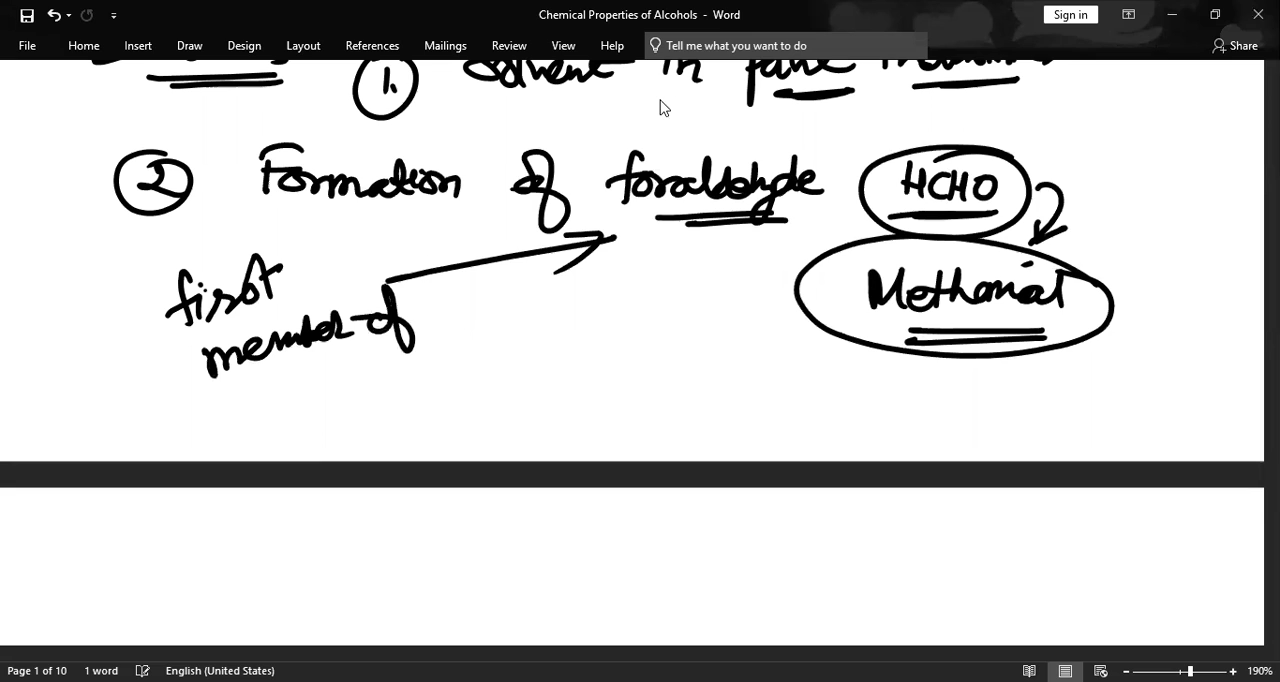 Chemical Properties of Alcohols - Word
Sign in
File Home Insert Draw Design Layout References Mailings Review View Help Tell me what you want to do Share
1. Solvent in
2 Formation of foraldehyde HCHO
Methanal
first
member of
Page 1 of 10 1 word English (United States) 190%